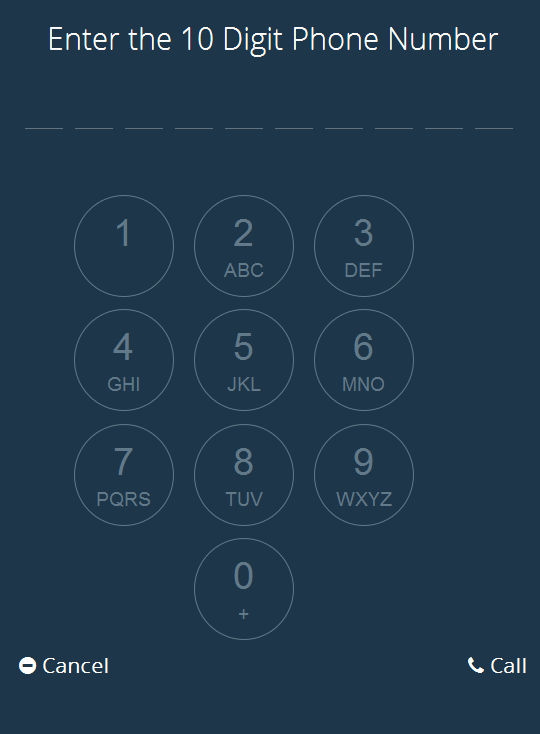 Enter the 10 Digit Phone Number
1 2 3
ABC DEF
4 5 6
GHI JKL MNO
7 8 9
PQRS TUV WXYZ
0
+
Cancel Call